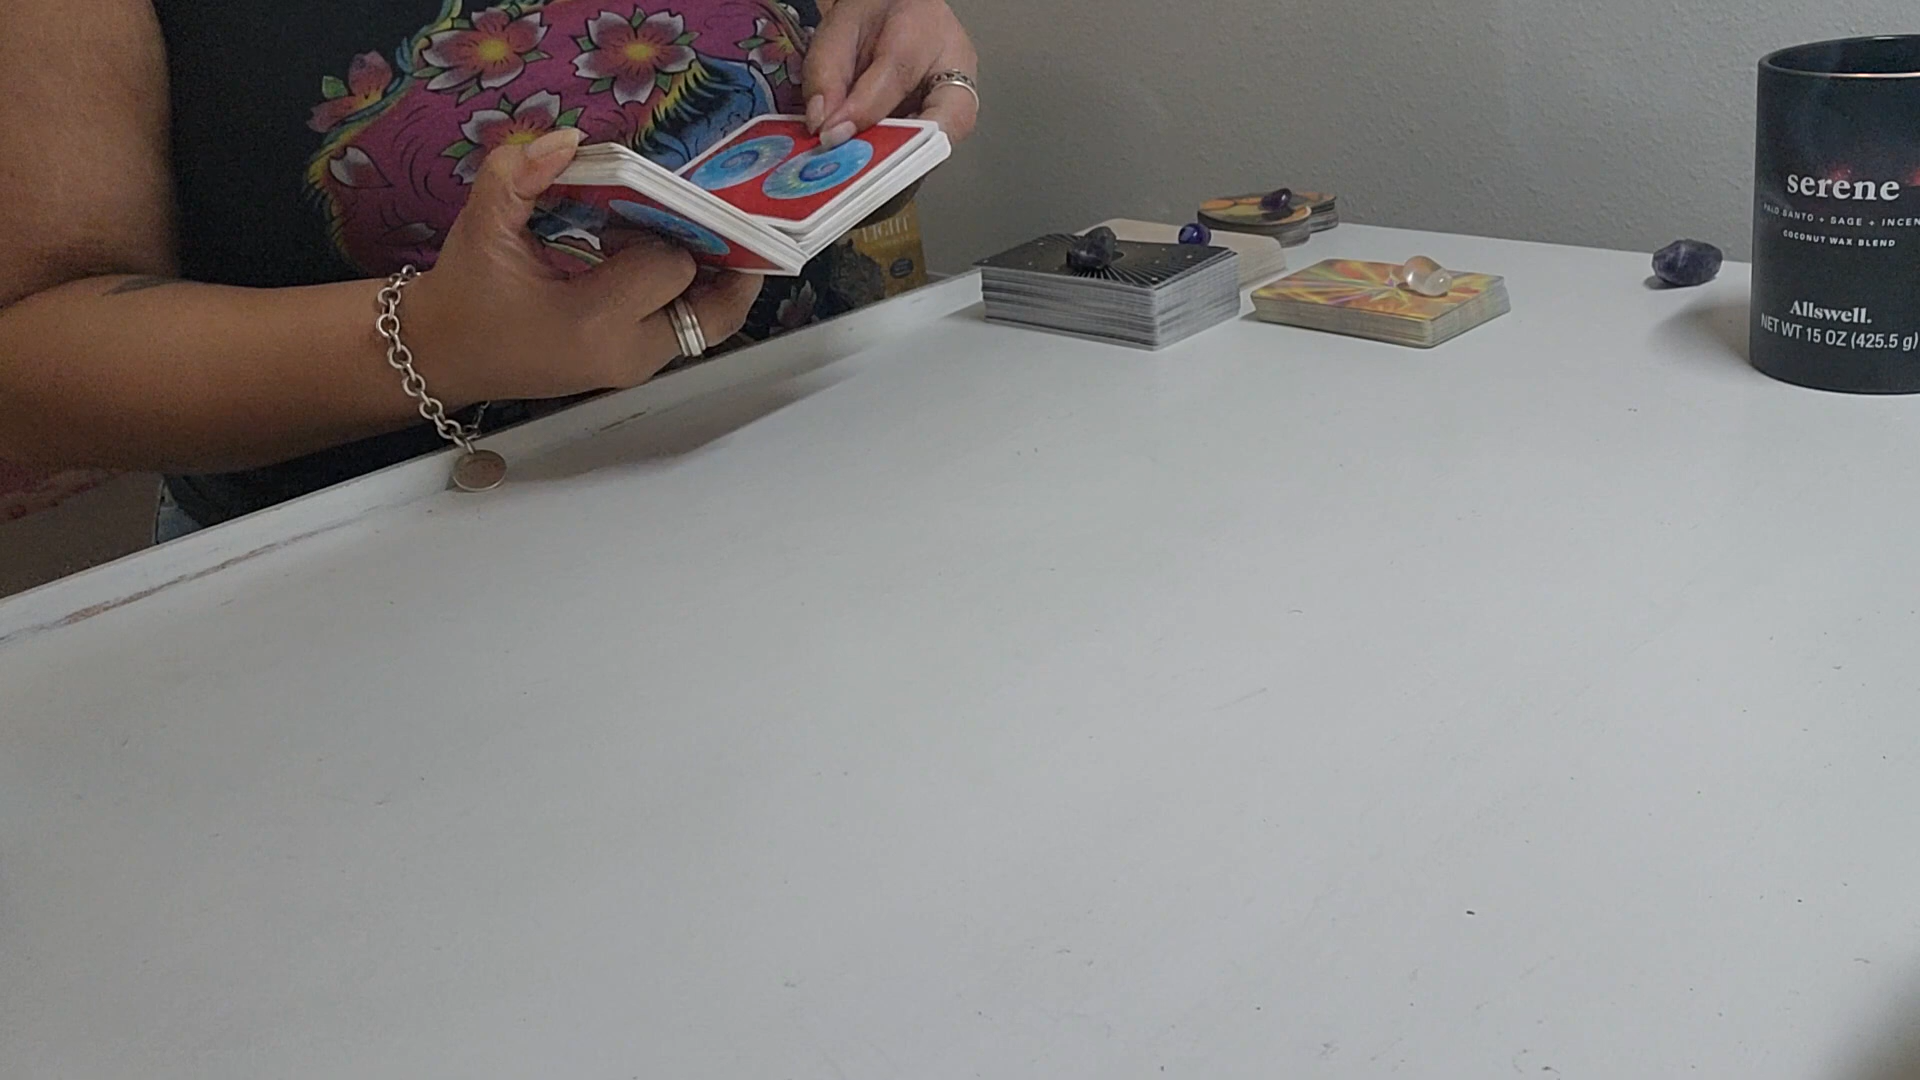 LIGHT
serene
PALO SANTO + SAGE + INCEN
COCONUT WAX BLEND
Allswell.
NET WT 15 OZ (425.5 g)